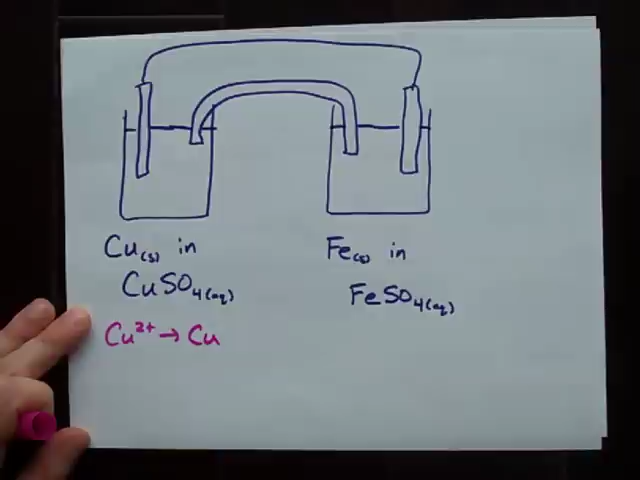 Cu(s) in
CuSO4(aq)
Fe(s) in
FeSO4(aq)
Cu2+ → Cu